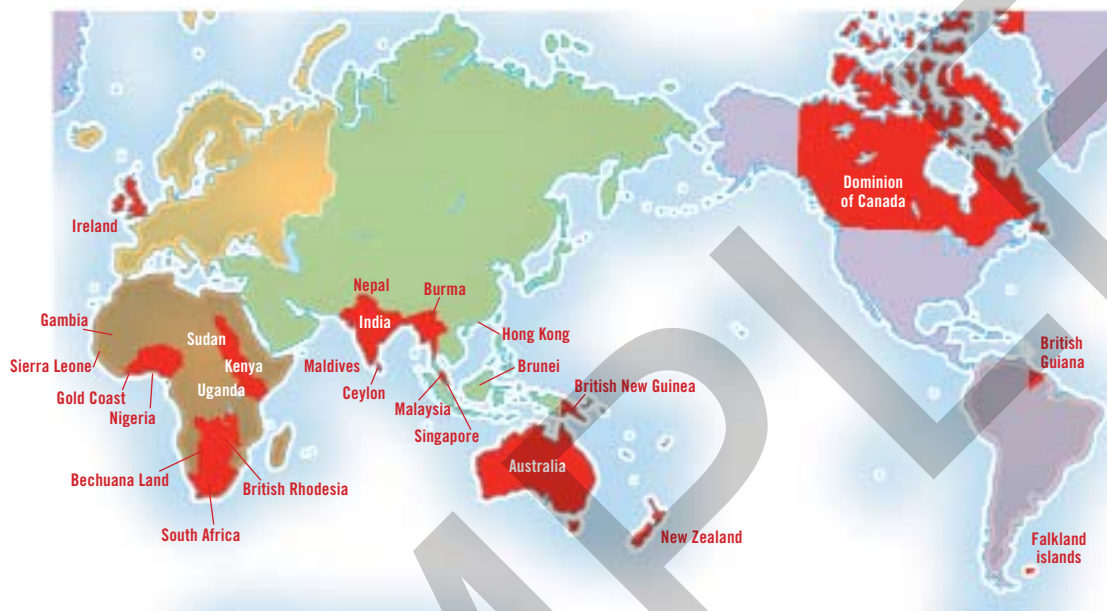 Ireland
Dominion
of Canada
Nepal
Burma
India
Gambia
Sudan
Hong Kong
Sierra Leone
Kenya
Maldives
Brunei
British
Guiana
Gold Coast
Uganda
Ceylon
British New Guinea
Nigeria
Malaysia
Singapore
Bechuana Land
British Rhodesia
Australia
South Africa
New Zealand
Falkland
islands